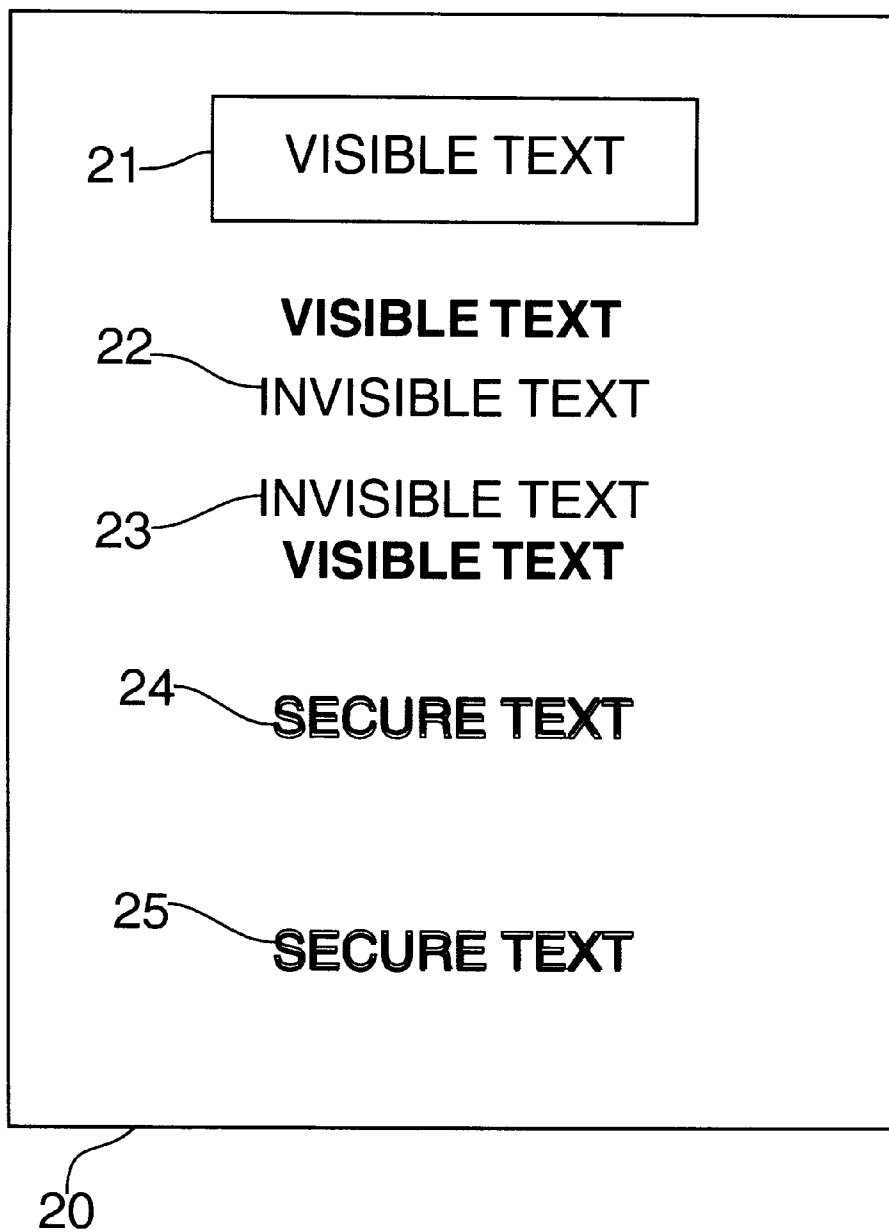 21 VISIBLE TEXT
VISIBLE TEXT
22 INVISIBLE TEXT
23 INVISIBLE TEXT
VISIBLE TEXT
24 SECURE TEXT
25 SECURE TEXT
20